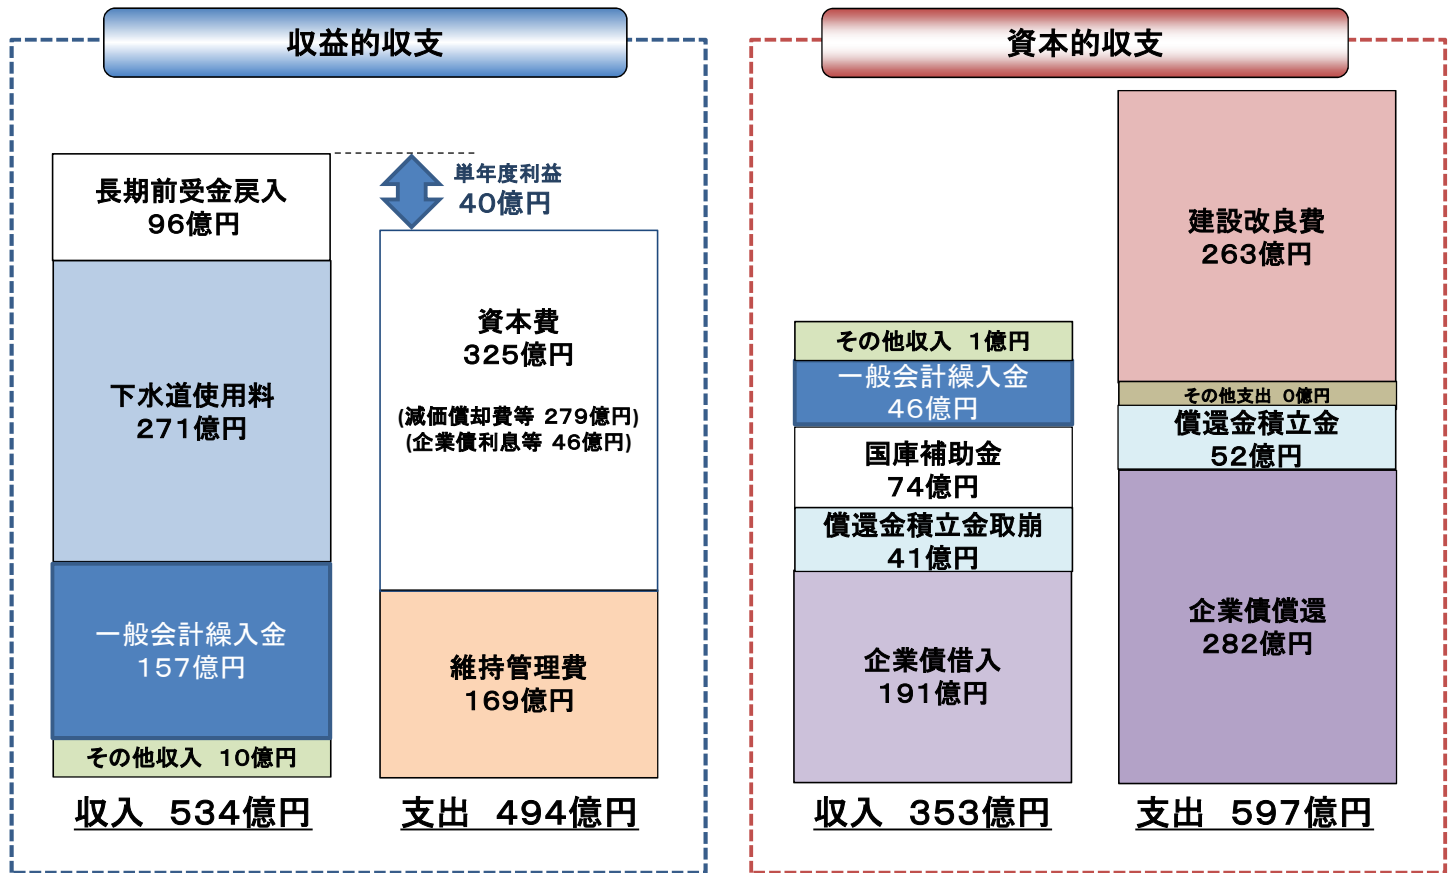 収益的収支
長期前受金戻入
96億円
下水道使用料
271億円
一般会計繰入金
157億円
その他収入 10億円
収入 534億円
単年度利益
40億円
資本費
325億円
(減価償却費等 279億円)
(企業債利息等 46億円)
維持管理費
169億円
支出 494億円
資本的収支
その他収入 1億円
一般会計繰入金
46億円
国庫補助金
74億円
償還金積立金取崩
41億円
企業債借入
191億円
収入 353億円
建設改良費
263億円
その他支出 0億円
償還金積立金
52億円
企業債償還
282億円
支出 597億円